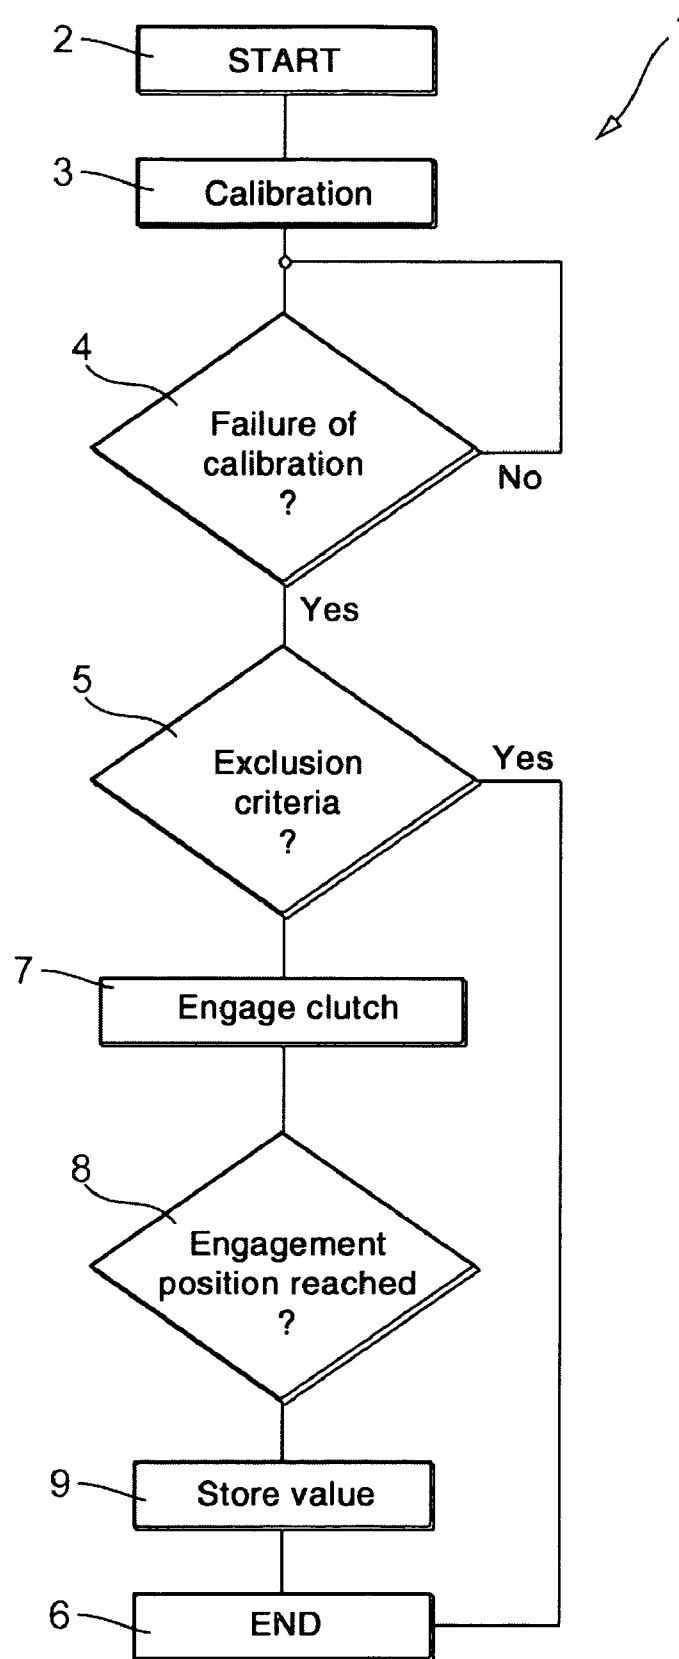 2
START
3
Calibration
4
Failure of
calibration
?
No
Yes
5
Exclusion
criteria
?
Yes
7
Engage clutch
8
Engagement
position reached
?
9
Store value
6
END